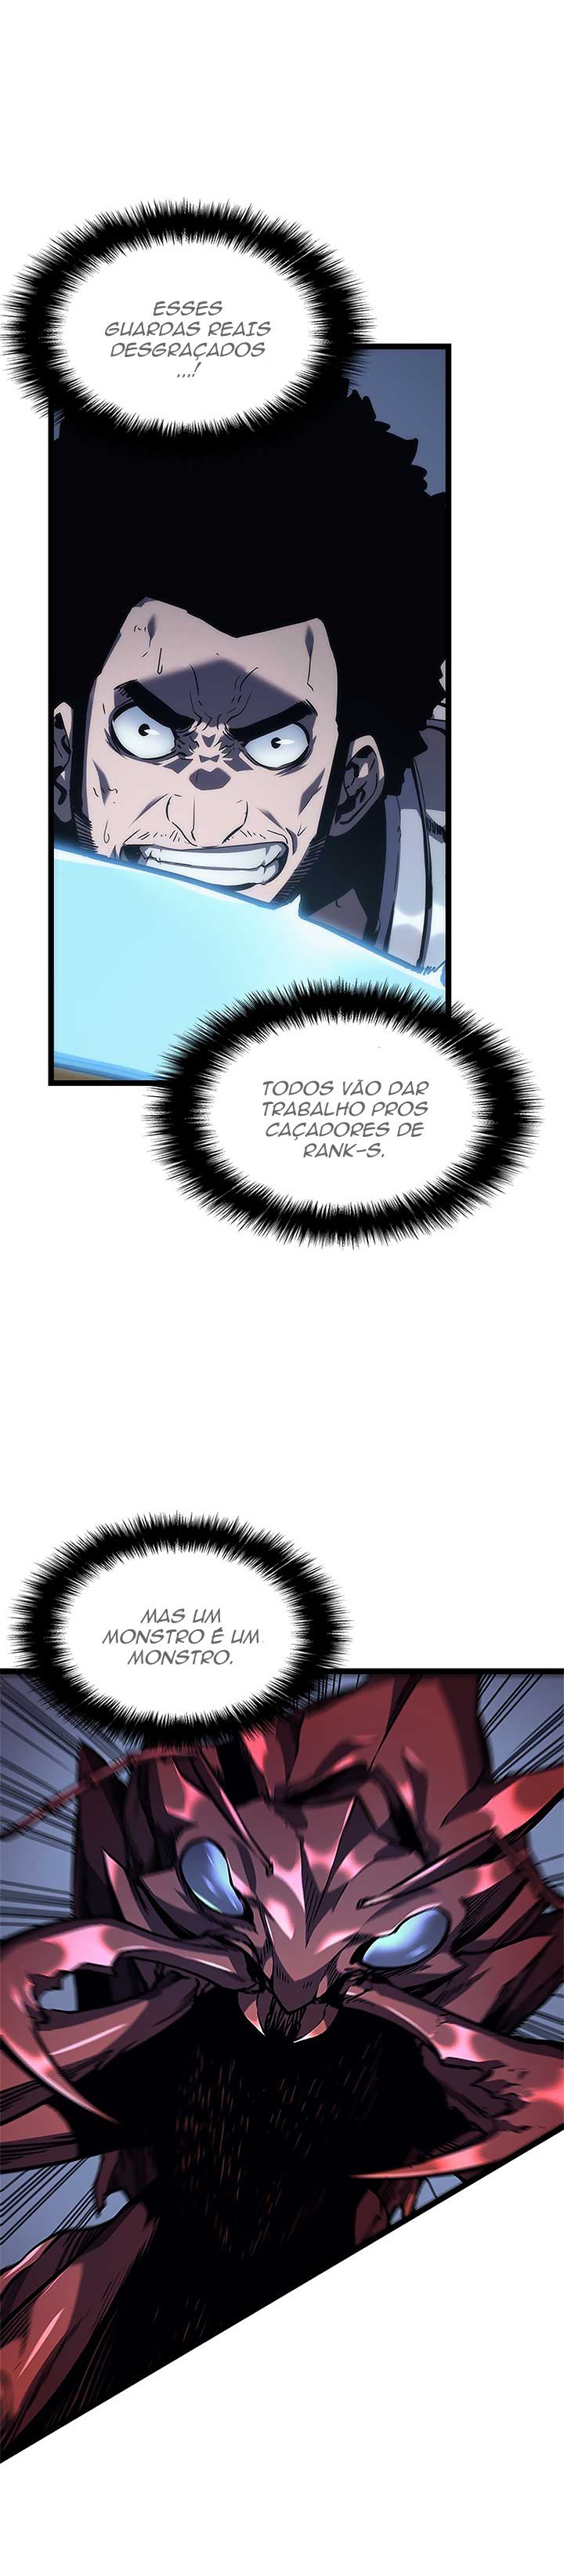 ESSES
GUARDAS REAIS
DESGRAÇADOS
...!
TODOS VÃO DAR
TRABALHO PROS
CAÇADORES DE
RANK-S.
MAS UM
MONSTRO É UM
MONSTRO.